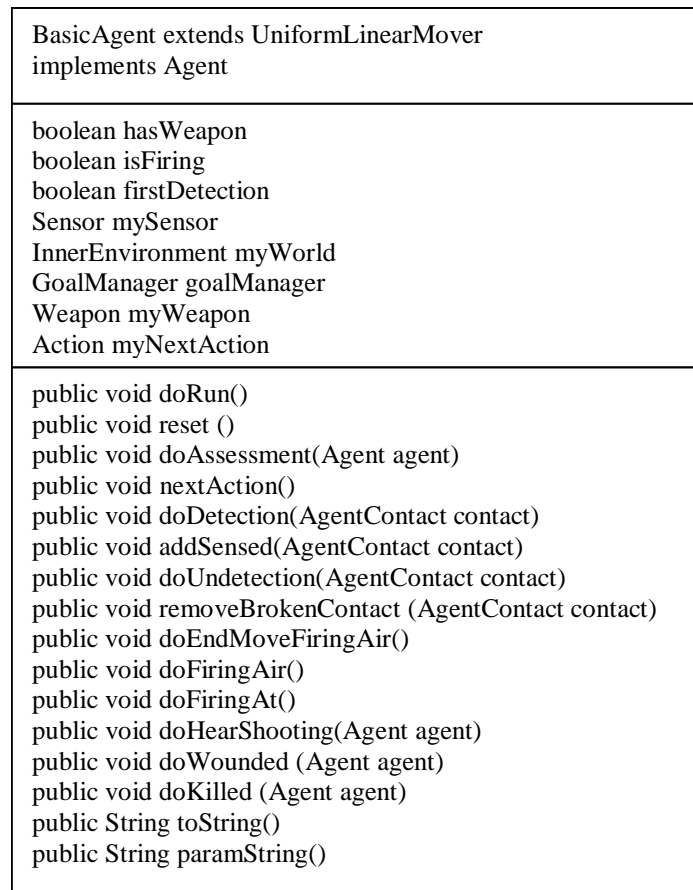 BasicAgent extends UniformLinearMover
implements Agent
boolean hasWeapon
boolean isFiring
boolean firstDetection
Sensor mySensor
InnerEnvironment myWorld
GoalManager goalManager
Weapon myWeapon
Action myNextAction
public void doRun()
public void reset ()
public void doAssessment(Agent agent)
public void nextAction()
public void doDetection(AgentContact contact)
public void addSensed(AgentContact contact)
public void doUndetection(AgentContact contact)
public void removeBrokenContact (AgentContact contact)
public void doEndMoveFiringAir()
public void doFiringAir()
public void doFiringAt()
public void doHearShooting(Agent agent)
public void doWounded (Agent agent)
public void doKilled (Agent agent)
public String toString()
public String paramString()